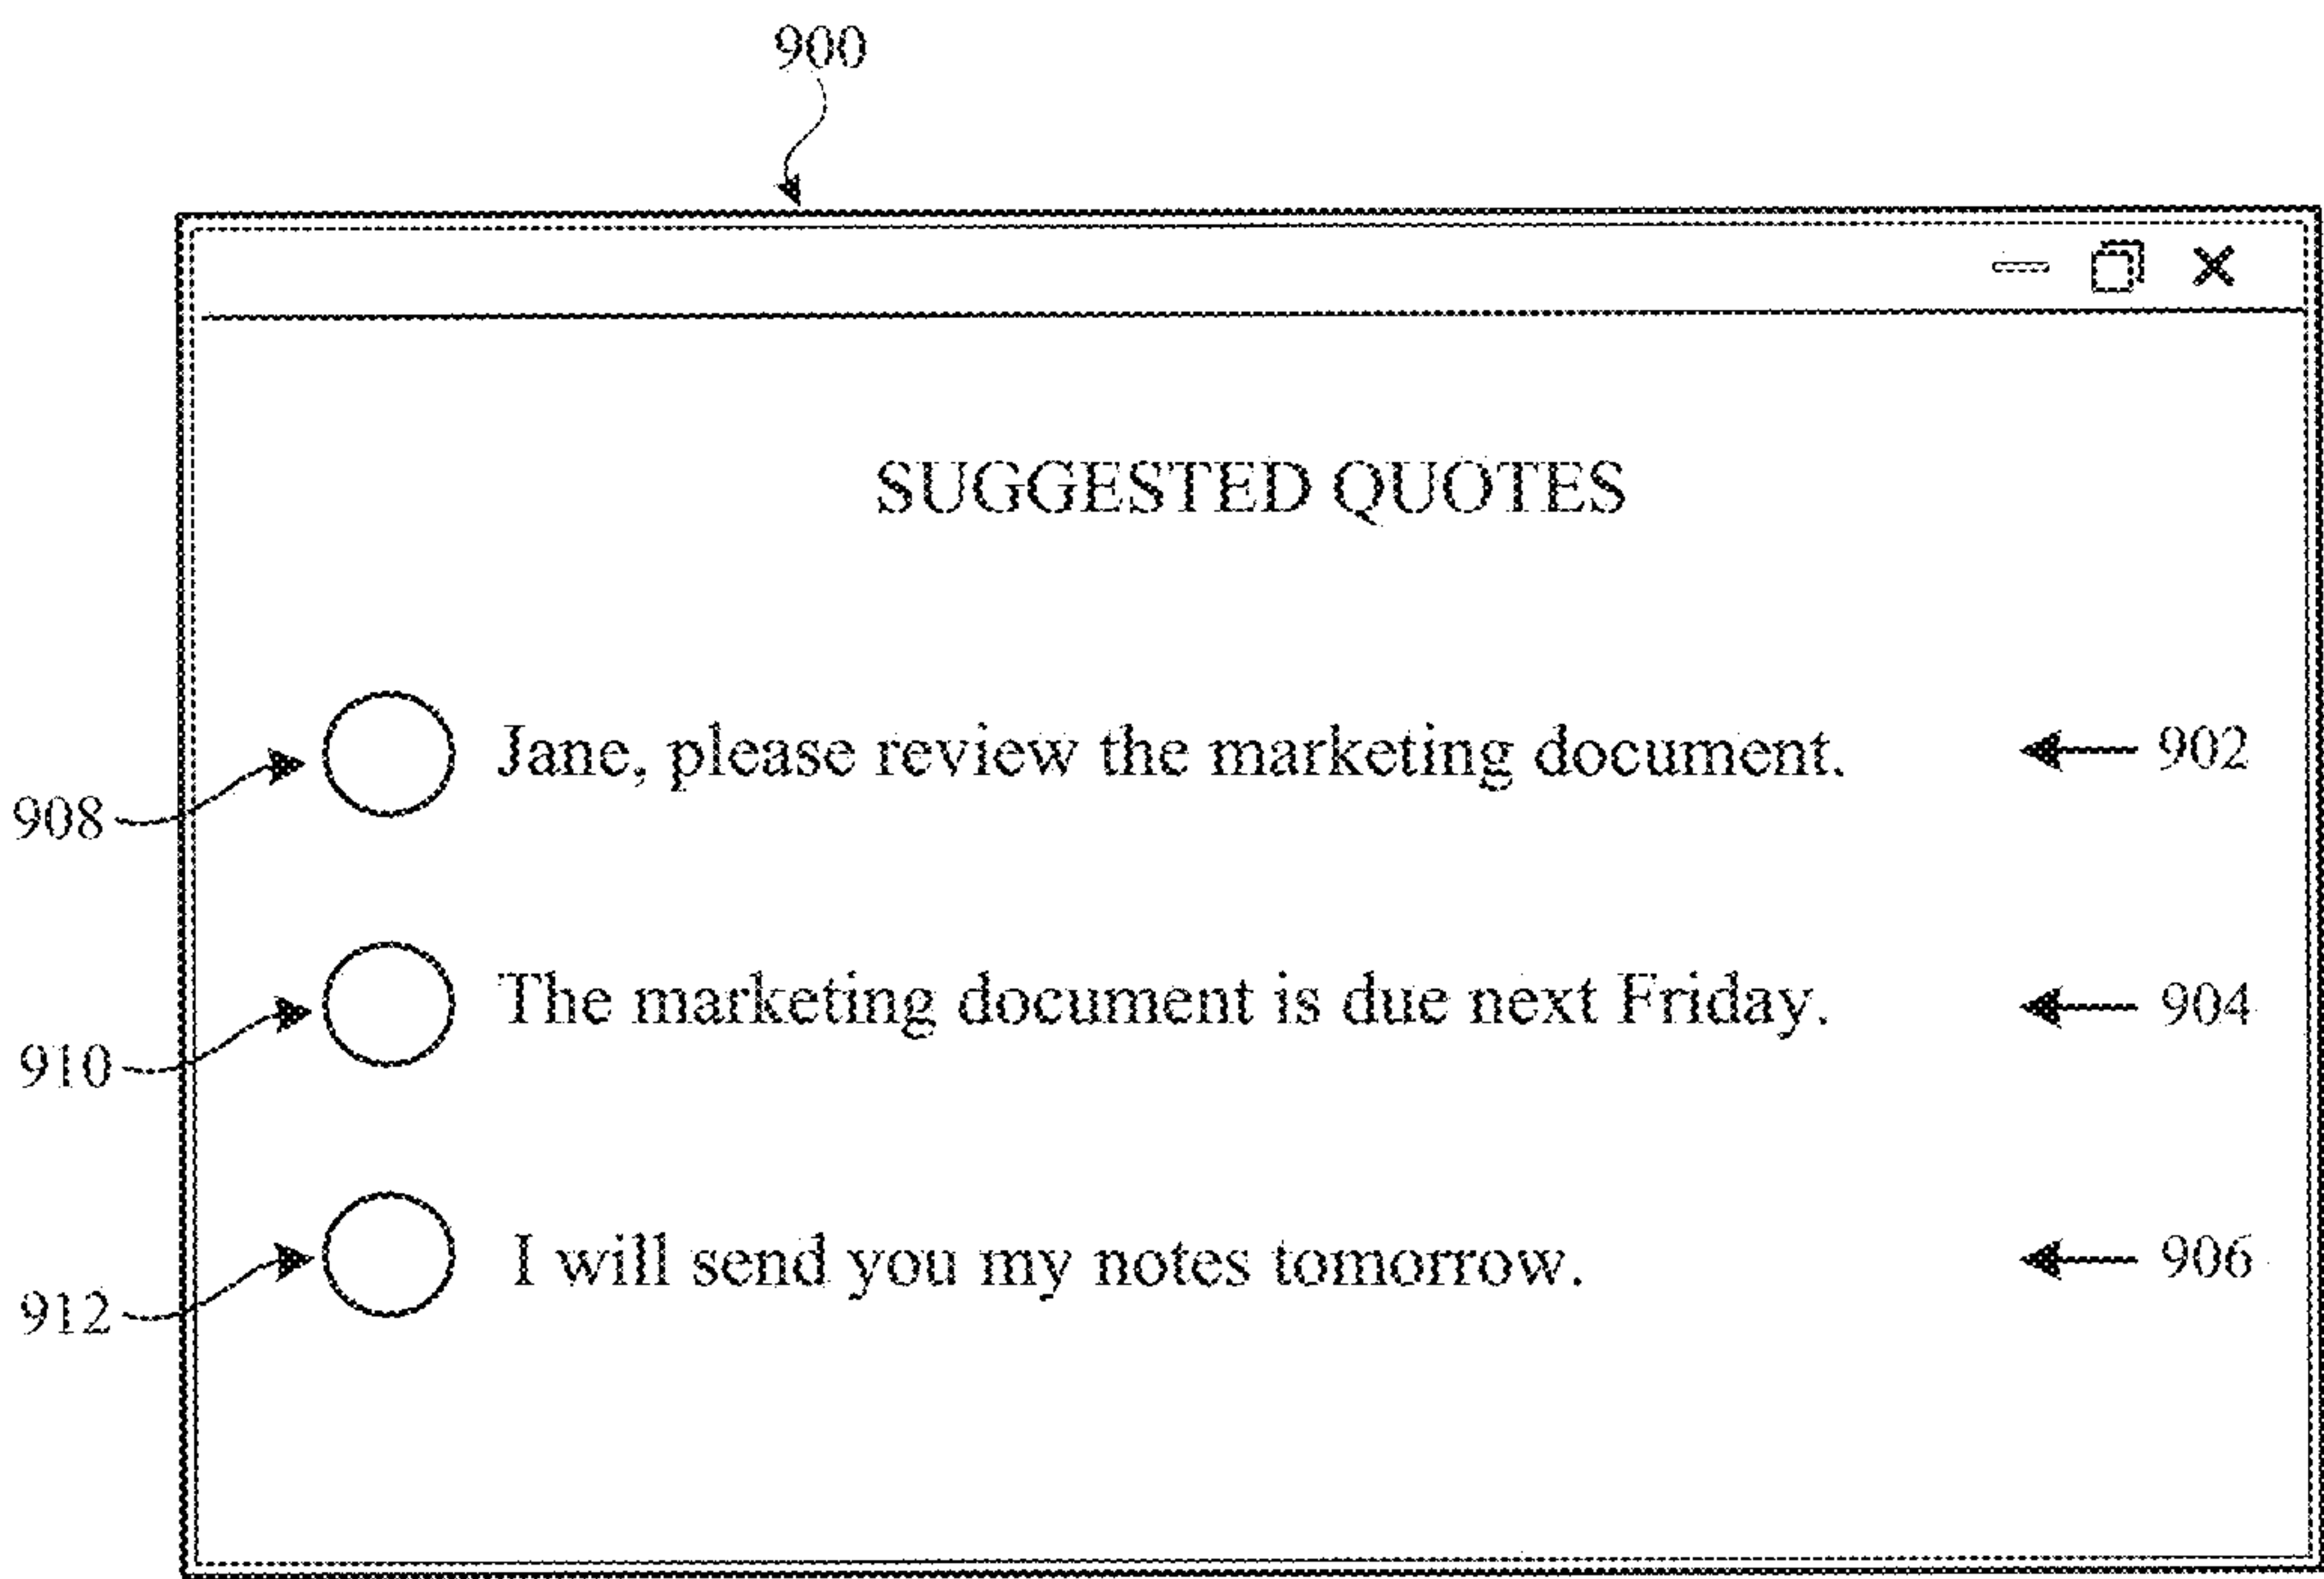 900
SUGGESTED QUOTES
Jane, please review the marketing document.
902
908
The marketing document is due next Friday.
904
910
I will send you my notes tomorrow.
906
912